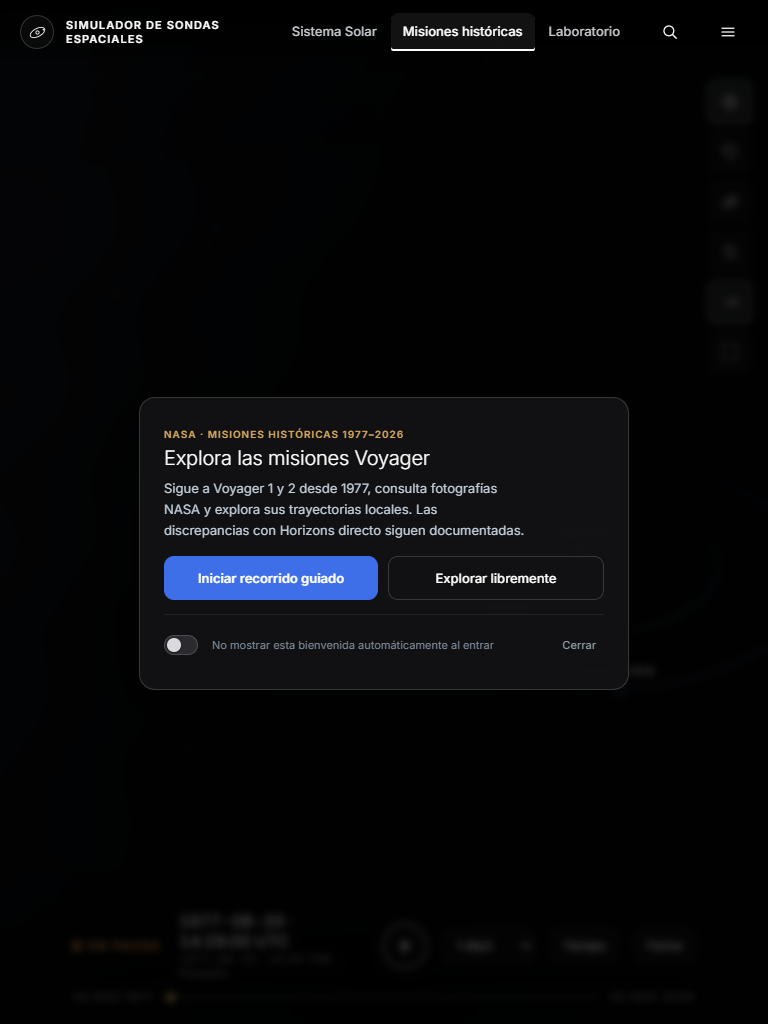 SIMULADOR DE SONDAS
ESPACIALES
Sistema Solar
Misiones históricas
Laboratorio
NASA · MISIONES HISTÓRICAS 1977–2026
Explora las misiones Voyager
Sigue a Voyager 1 y 2 desde 1977, consulta fotografías
NASA y explora sus trayectorias locales. Las
discrepancias con Horizons directo siguen documentadas.
Iniciar recorrido guiado
Explorar libremente
No mostrar esta bienvenida automáticamente al entrar
Cerrar